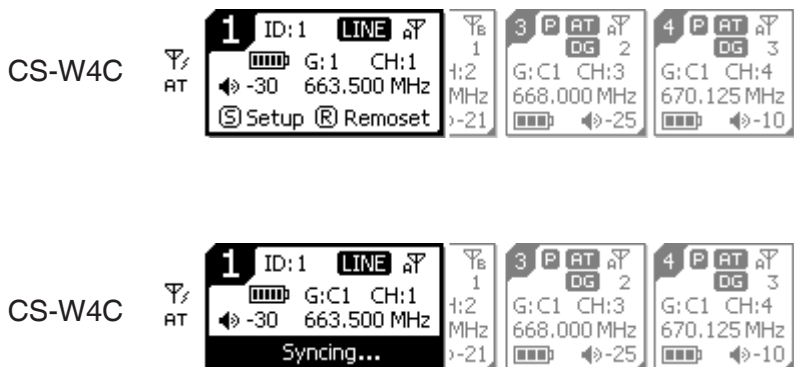 CS-W4C
AT
1 ID:1 LINE A
G:1 CH:1
-30 663.500 MHz
S Setup R Remoset
B
1
H:2
MHz
-21
3 P AT A
DG 2
G:C1 CH:3
668.000 MHz
-25
4 P AT A
DG 3
G:C1 CH:4
670.125 MHz
-10
CS-W4C
AT
1 ID:1 LINE A
G:C1 CH:1
-30 663.500 MHz
Syncing...
B
1
H:2
MHz
-21
3 P AT A
DG 2
G:C1 CH:3
668.000 MHz
-25
4 P AT A
DG 3
G:C1 CH:4
670.125 MHz
-10